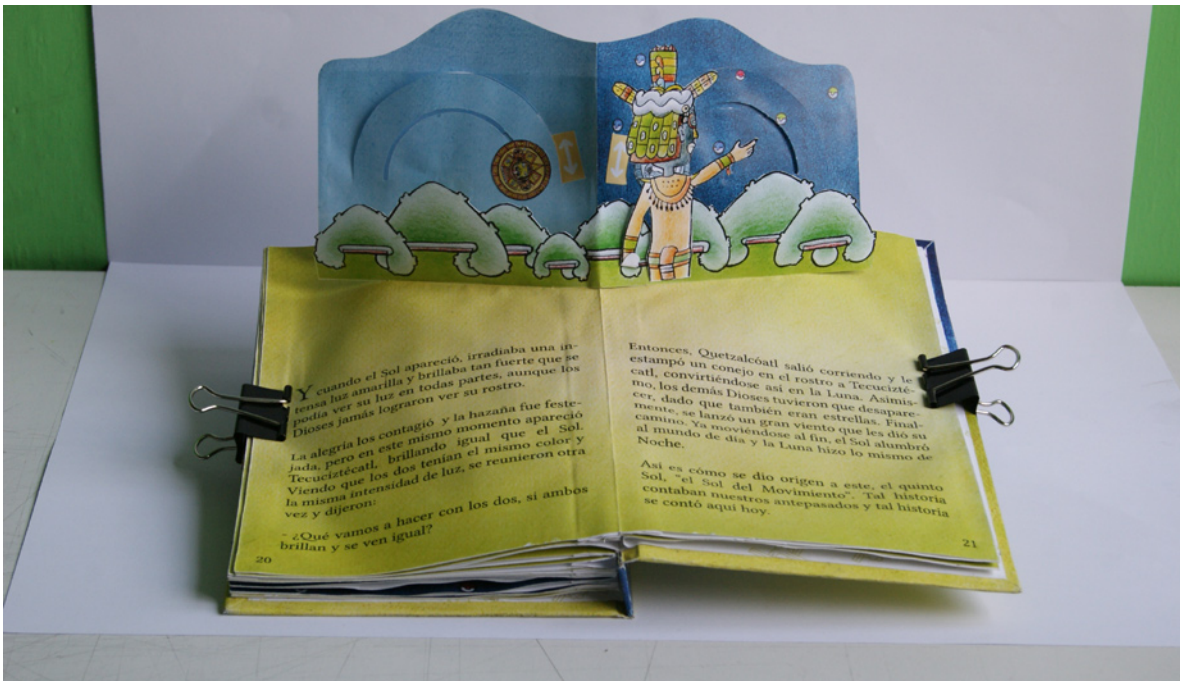 Y cuando el Sol apareció, irradiaba una in-
tensa luz amarilla y brillaba tan fuerte que se
podía ver su luz en todas partes, aunque los
Dioses jamás lograron ver su rostro.
La alegría los contagió y la hazaña fue feste-
jada, pero en este mismo momento apareció
Tecuciztécatl, brillando igual que el Sol.
Viendo que los dos tenían el mismo color y
la misma intensidad de luz, se reunieron otra
vez y dijeron:
- ¿Qué vamos a hacer con los dos, si ambos
brillan y se ven igual?
20
Entonces, Quetzalcóatl salió corriendo y le
estampó un conejo en el rostro a Tecuciztè-
catl, convirtiéndose así en la Luna. Asimis-
mo, los demás Dioses tuvieron que desapare-
cer, dado que también eran estrellas. Final-
mente, se lanzó un gran viento que les dió su
camino. Ya moviéndose al fin, el Sol alumbró
al mundo de día y la Luna hizo lo mismo de
Noche.
Así es cómo se dio origen a este, el quinto
Sol, "el Sol del Movimiento". Tal historia
contaban nuestros antepasados y tal historia
se contó aquí hoy.
21